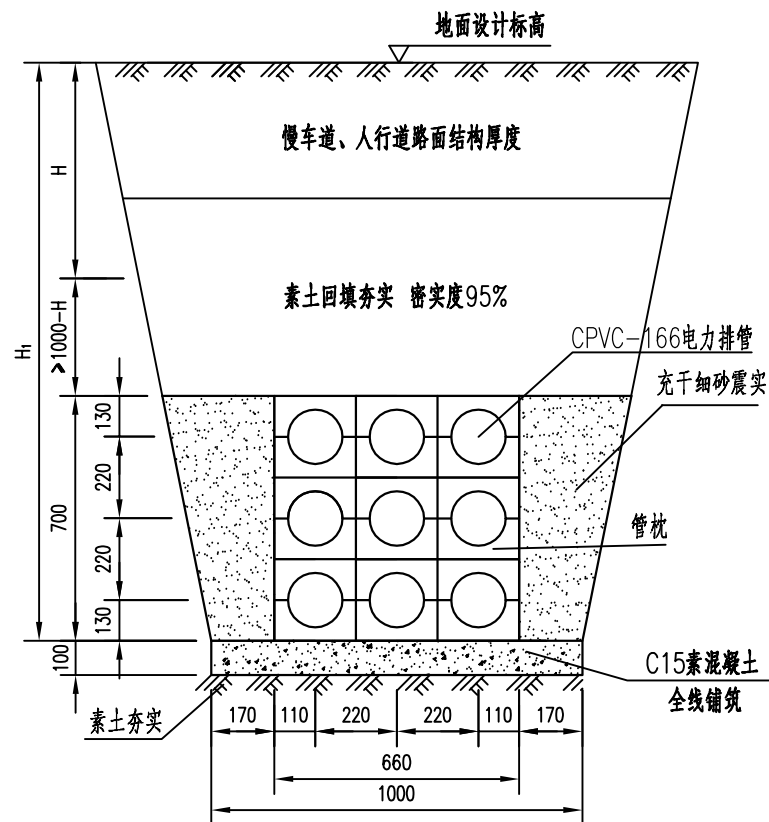 地面设计标高
慢车道、人行道路面结构厚度
H
素土回填夯实 密实度95%
>1000-H
H₁
CPVC-166电力排管
充干细砂震实
130
220
700
220
管枕
130
100
C15素混凝土
全线铺筑
素土夯实
170 110 220 220 110 170
660
1000